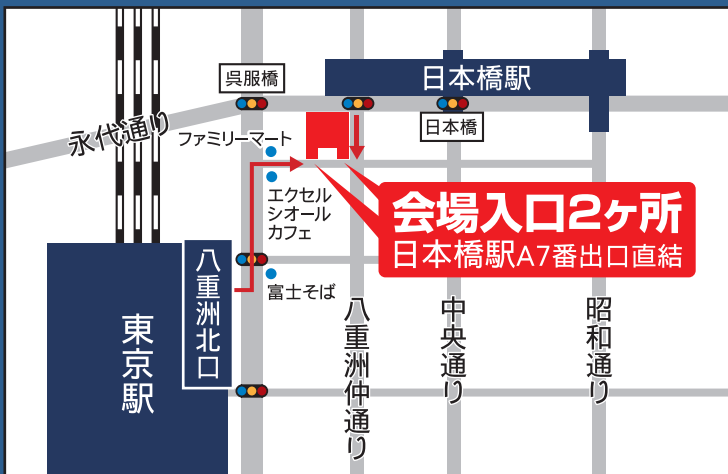 呉服橋
日本橋駅
永代通り
ファミリーマート
日本橋
エクセル
シオール
カフェ
会場入口2ヶ所
日本橋駅A7番出口直結
八重洲北口
富士そば
東京駅
八重洲仲通り
中央通り
昭和通り